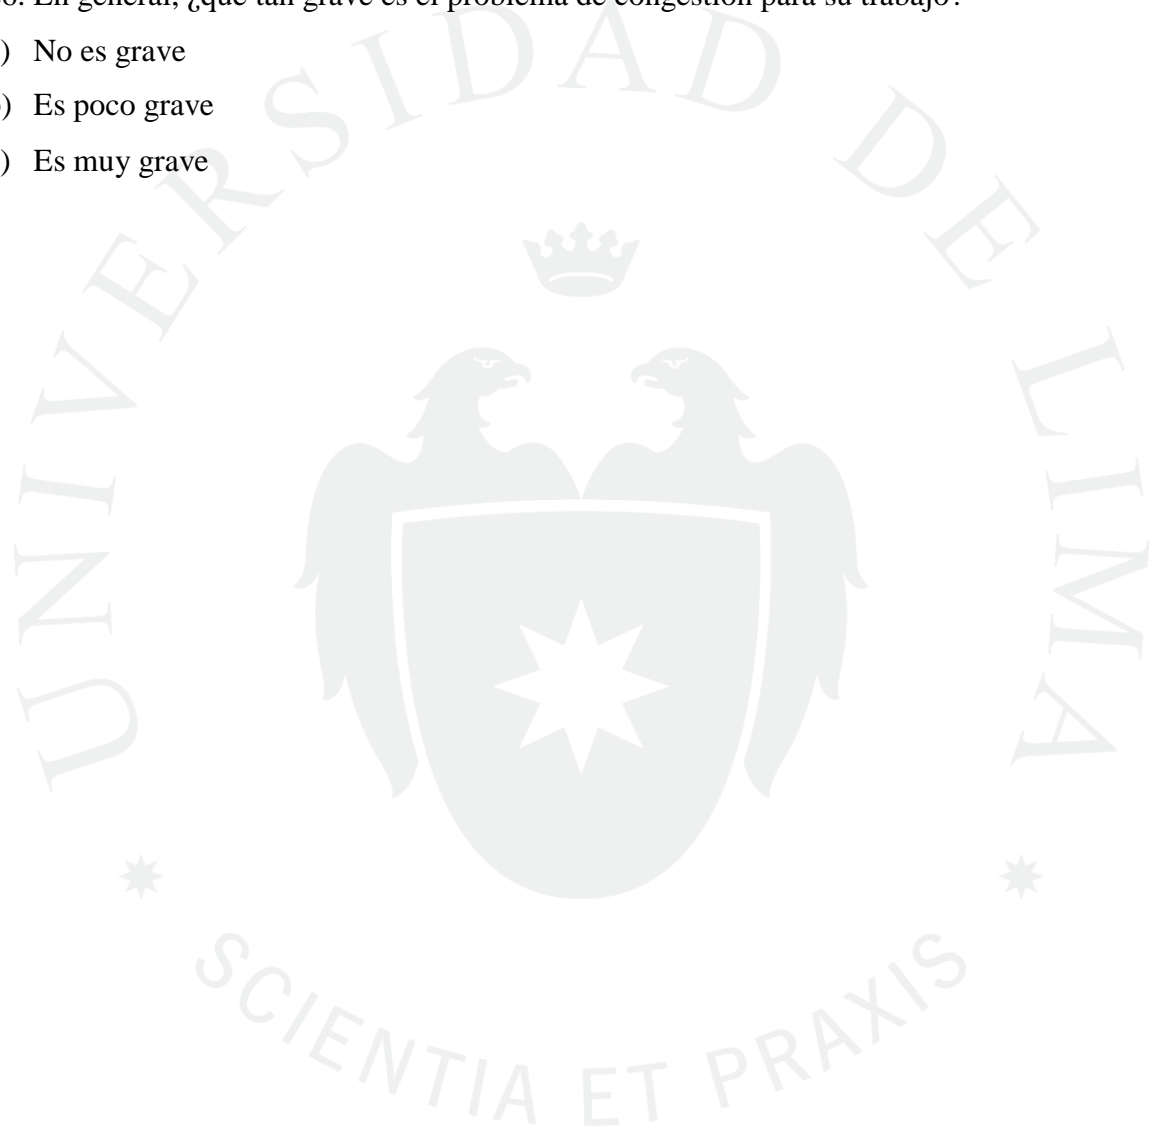 En general, ¿qué tan grave es el problema de congestión para su trabajo?
) No es grave
) Es poco grave
) Es muy grave
UNIVERSIDAD DE LIMA
SCIENTIA ET PRAXIS